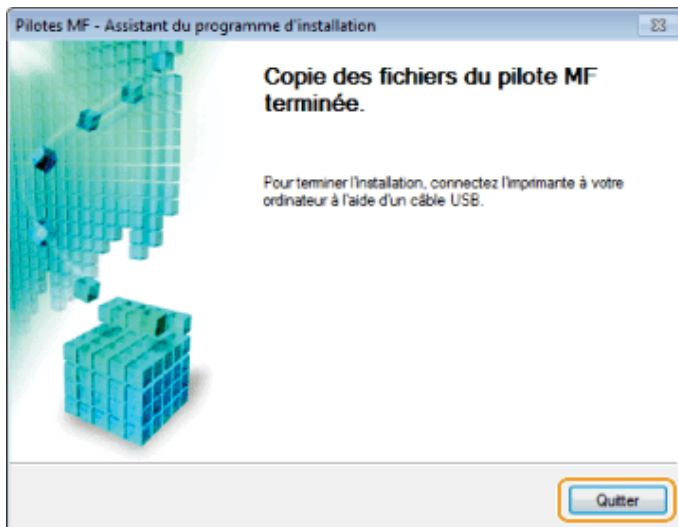 Pilotes MF - Assistant du programme d'installation
Copie des fichiers du pilote MF
terminée.
Pour terminer l'installation, connectez l'imprimante à votre
ordinateur à l'aide d'un câble USB.
Quitter